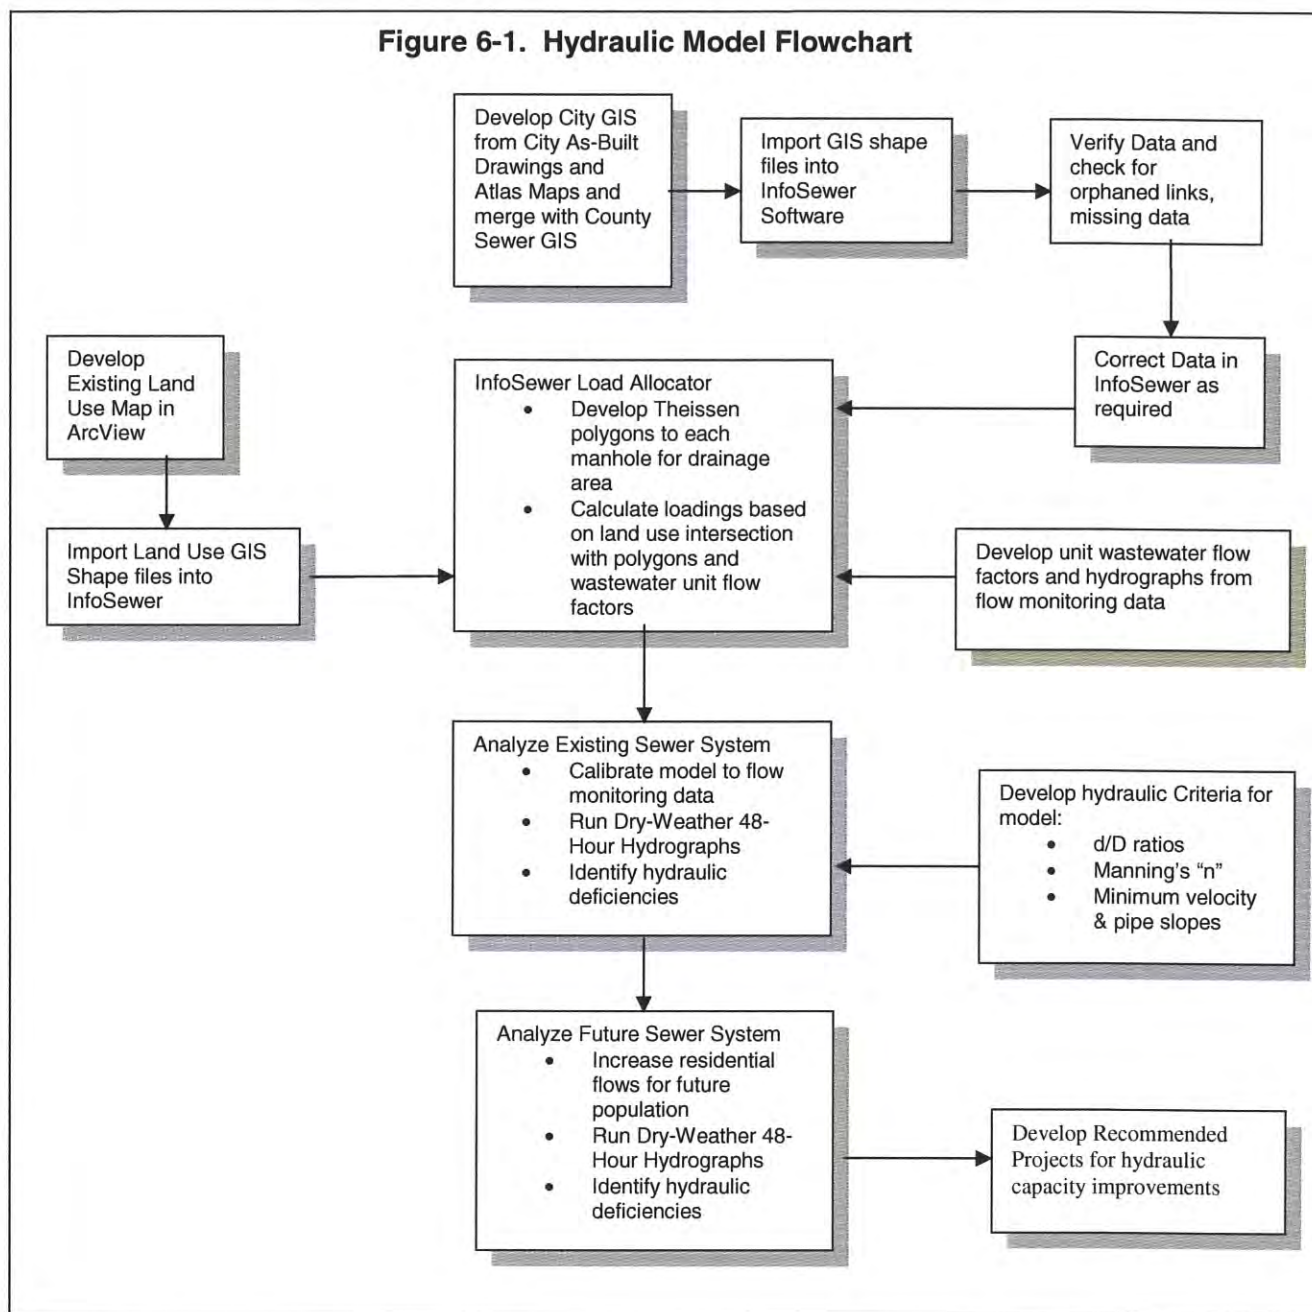 Figure 6-1. Hydraulic Model Flowchart
Develop City GIS
from City As-Built
Drawings and
Atlas Maps and
merge with County
Sewer GIS
Import GIS shape
files into
InfoSewer
Software
Verify Data and
check for
orphaned links,
missing data
Correct Data in
InfoSewer as
required
Develop
Existing Land
Use Map in
ArcView
Import Land Use GIS
Shape files into
InfoSewer
InfoSewer Load Allocator
• Develop Theissen
polygons to each
manhole for drainage
area
• Calculate loadings based
on land use intersection
with polygons and
wastewater unit flow
factors
Develop unit wastewater flow
factors and hydrographs from
flow monitoring data
Analyze Existing Sewer System
• Calibrate model to flow
monitoring data
• Run Dry-Weather 48-
Hour Hydrographs
• Identify hydraulic
deficiencies
Develop hydraulic Criteria for
model:
• d/D ratios
• Manning's “n”
• Minimum velocity
& pipe slopes
Analyze Future Sewer System
• Increase residential
flows for future
population
• Run Dry-Weather 48-
Hour Hydrographs
• Identify hydraulic
deficiencies
Develop Recommended
Projects for hydraulic
capacity improvements